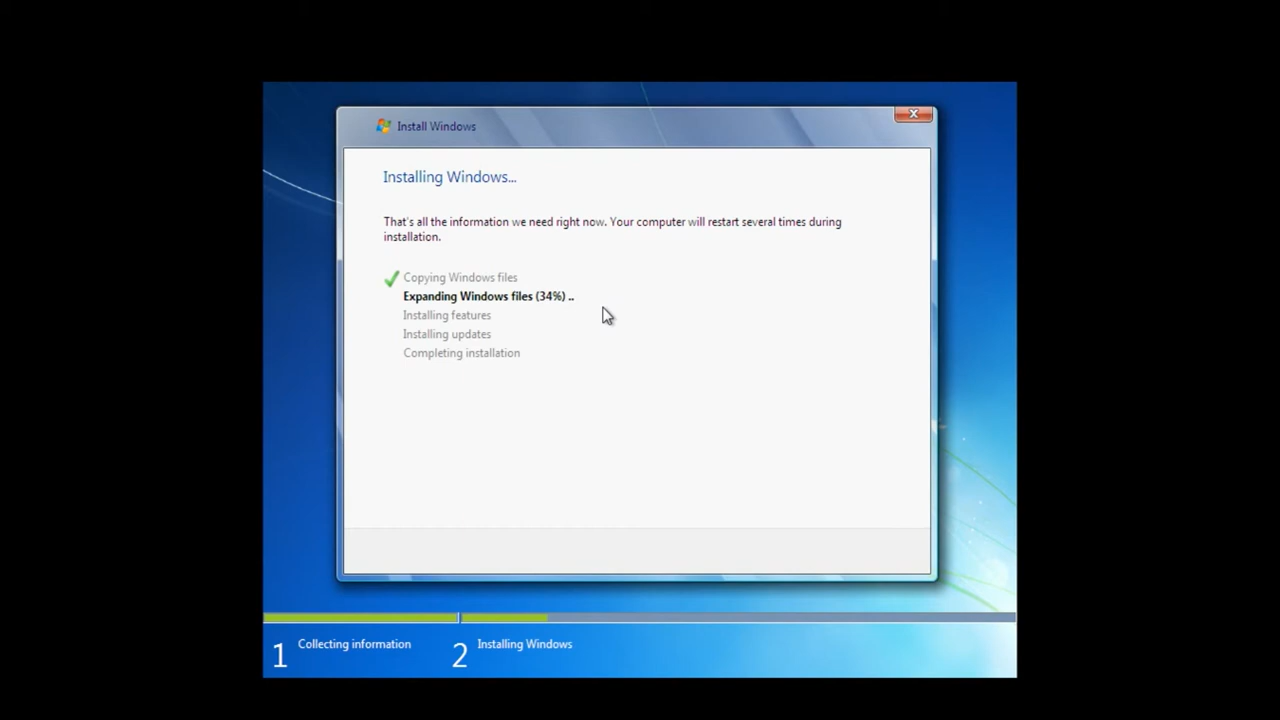 Install Windows
Installing Windows...
That's all the information we need right now. Your computer will restart several times during
installation.
Copying Windows files
Expanding Windows files (34%) ..
Installing features
Installing updates
Completing installation
1 Collecting information
2 Installing Windows